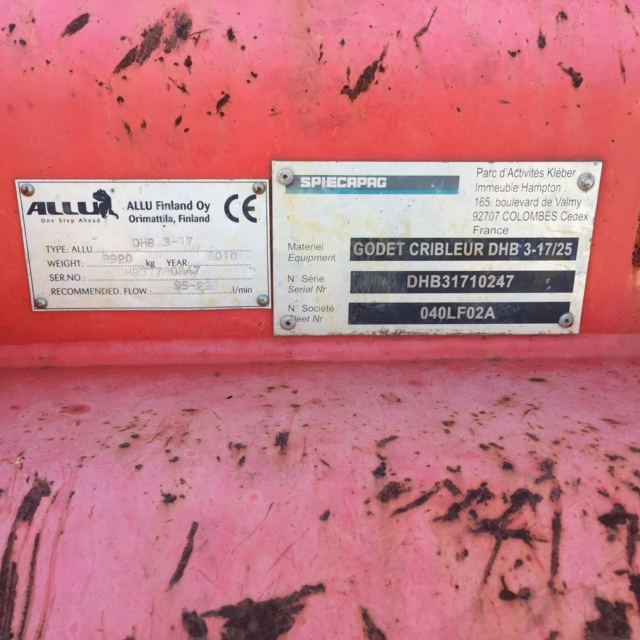 ALLU
One Step Ahead
ALLU Finland Oy
Orimattila, Finland
CE
TYPE: ALLU DHB 3-17
WEIGHT: kg YEAR 2010
SER.NO.
RECOMMENDED. FLOW: l/min
SPIECAPAG
Parc d'Activités Kléber
Immeuble Hampton
165, boulevard de Valmy
92707 COLOMBES Cedex
France
Matériel
Equipment
GODET CRIBLEUR DHB 3-17/25
N° Série
Serial Nr
DHB31710247
N° Société
Fleet Nr
040LF02A